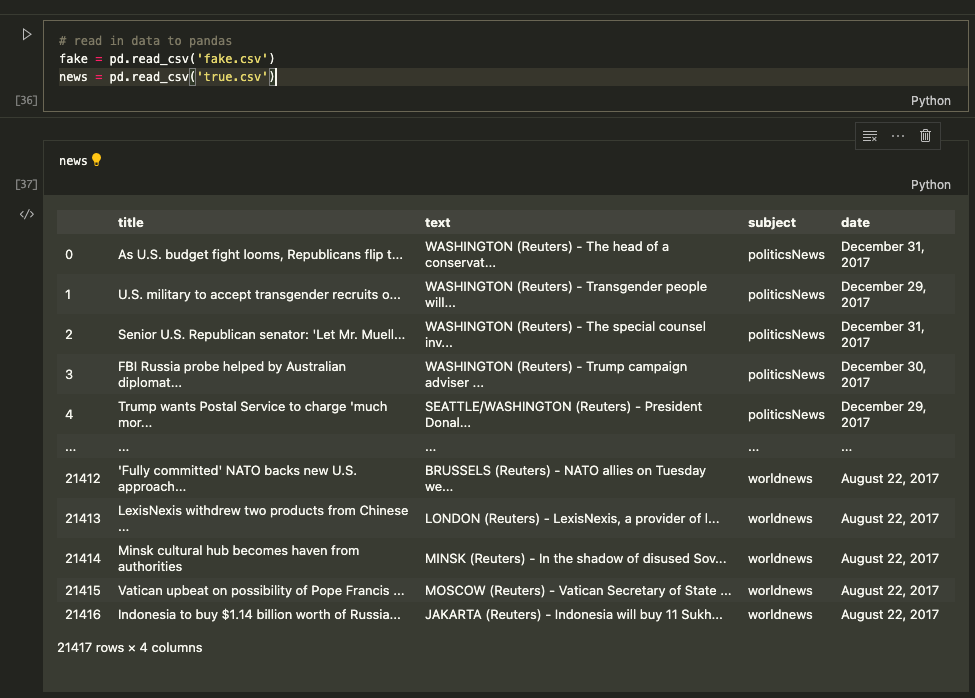 # read in data to pandas
fake = pd.read_csv('fake.csv')
news = pd.read_csv('true.csv')
[36]
Python
news
[37]
Python
title text subject date
0 As U.S. budget fight looms, Republicans flip t... WASHINGTON (Reuters) - The head of a conservat... politicsNews December 31, 2017
1 U.S. military to accept transgender recruits o... WASHINGTON (Reuters) - Transgender people will... politicsNews December 29, 2017
2 Senior U.S. Republican senator: 'Let Mr. Muell... WASHINGTON (Reuters) - The special counsel inv... politicsNews December 31, 2017
3 FBI Russia probe helped by Australian diplomat... WASHINGTON (Reuters) - Trump campaign adviser ... politicsNews December 30, 2017
4 Trump wants Postal Service to charge 'much mor... SEATTLE/WASHINGTON (Reuters) - President Donal... politicsNews December 29, 2017
... ... ... ... ...
21412 'Fully committed' NATO backs new U.S. approach... BRUSSELS (Reuters) - NATO allies on Tuesday we... worldnews August 22, 2017
21413 LexisNexis withdrew two products from Chinese ... LONDON (Reuters) - LexisNexis, a provider of l... worldnews August 22, 2017
21414 Minsk cultural hub becomes haven from authorities MINSK (Reuters) - In the shadow of disused Sov... worldnews August 22, 2017
21415 Vatican upbeat on possibility of Pope Francis ... MOSCOW (Reuters) - Vatican Secretary of State ... worldnews August 22, 2017
21416 Indonesia to buy $1.14 billion worth of Russia... JAKARTA (Reuters) - Indonesia will buy 11 Sukh... worldnews August 22, 2017
21417 rows × 4 columns